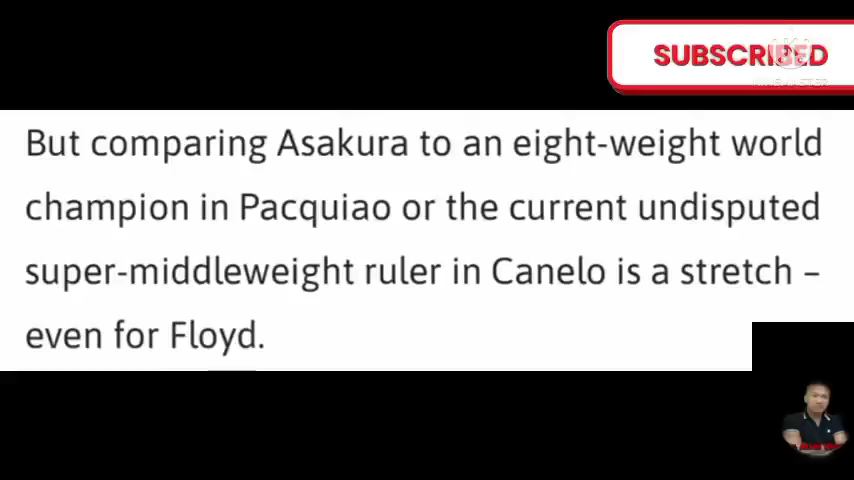 SUBSCRIBED
KINEMASTER
But comparing Asakura to an eight-weight world
champion in Pacquiao or the current undisputed
super-middleweight ruler in Canelo is a stretch –
even for Floyd.